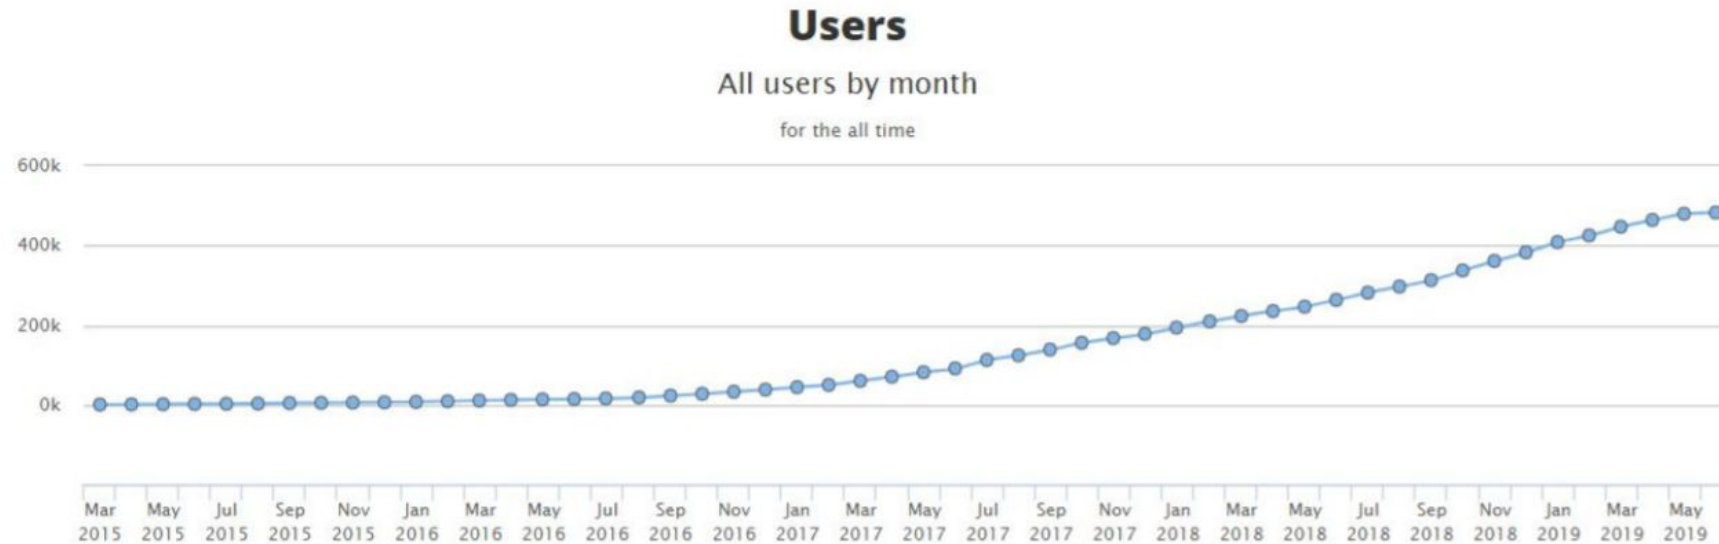 Users
All users by month
for the all time
600k
400k
200k
0k
Mar May Jul Sep Nov Jan Mar May Jul Sep Nov Jan Mar May Jul Sep Nov Jan Mar May Jul Sep Nov Jan Mar May
2015 2015 2015 2015 2015 2016 2016 2016 2016 2016 2016 2017 2017 2017 2017 2017 2017 2018 2018 2018 2018 2018 2018 2019 2019 2019